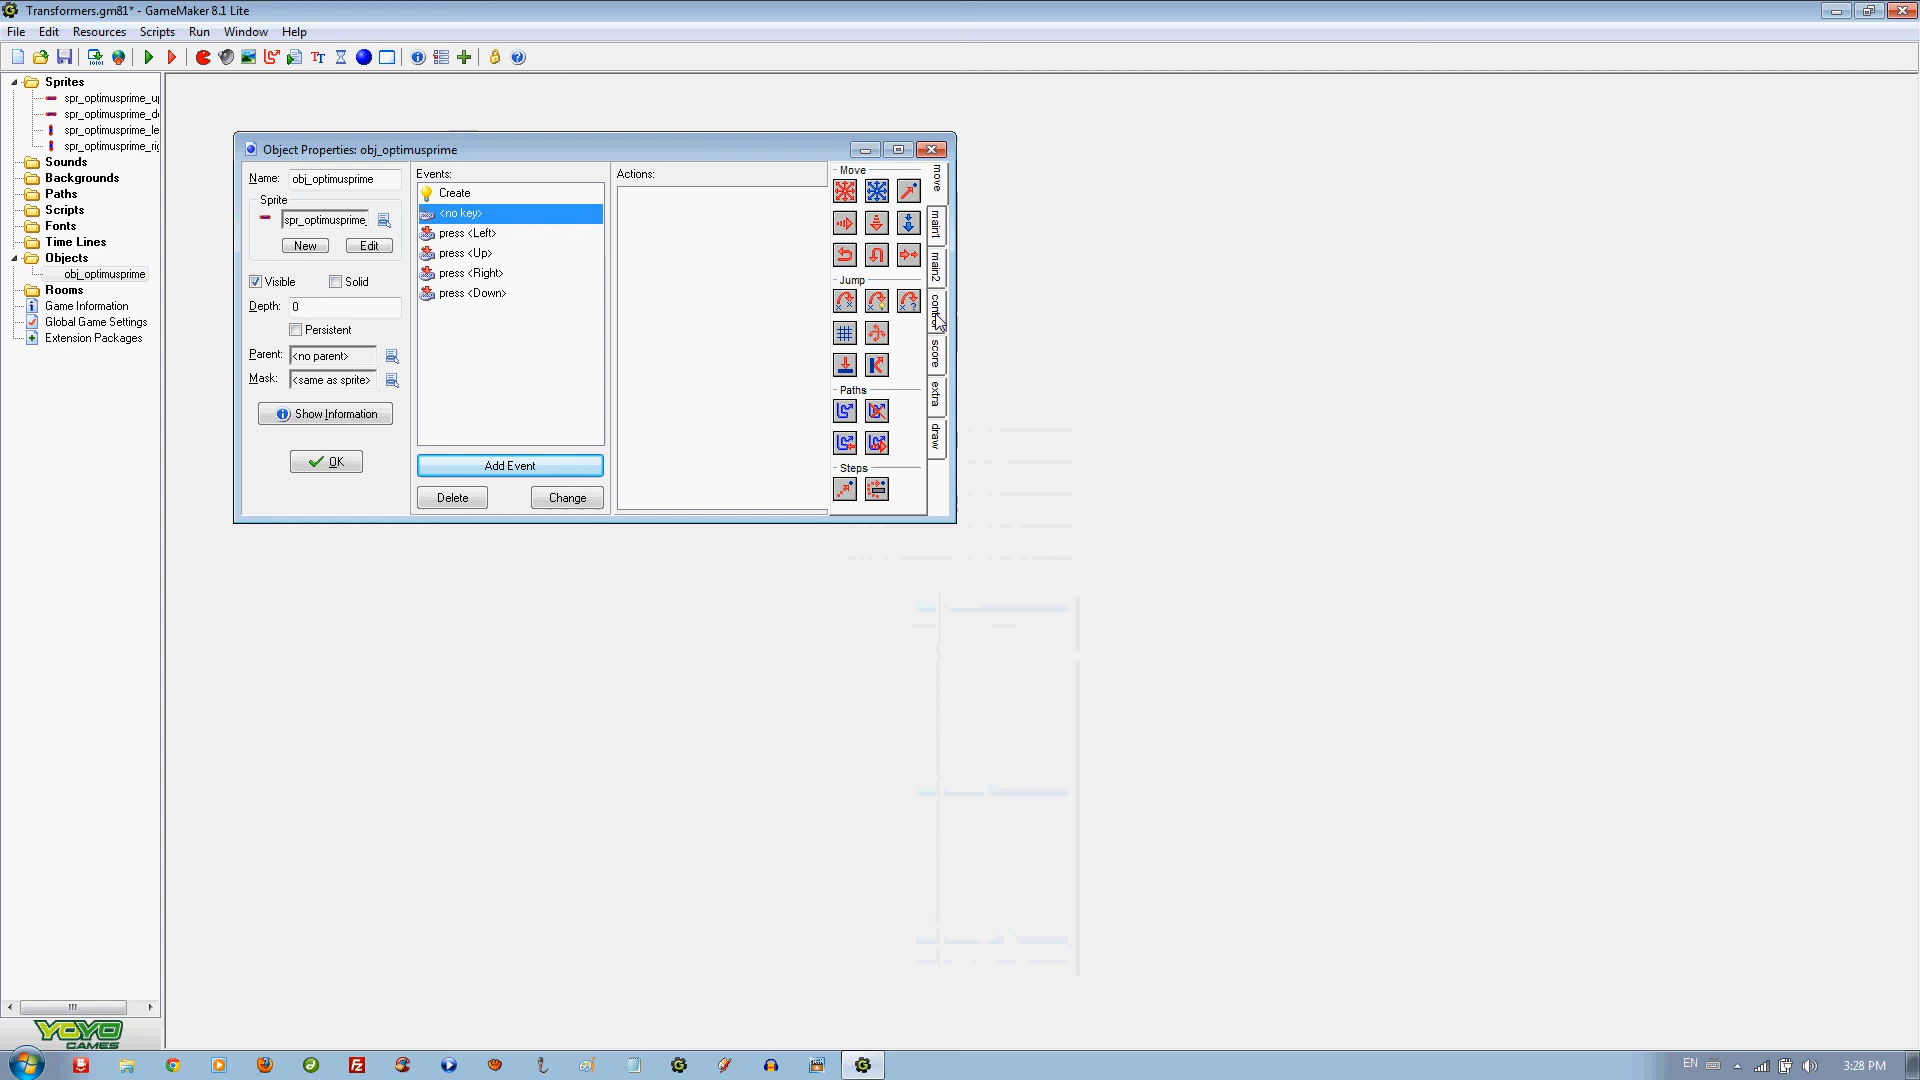 Transformers.gm81* - GameMaker 8.1 Lite
File Edit Resources Scripts Run Window Help
Sprites
spr_optimusprime_u
spr_optimusprime_d
spr_optimusprime_le
spr_optimusprime_ri
Sounds
Backgrounds
Paths
Scripts
Fonts
Time Lines
Objects
obj_optimusprime
Rooms
Game Information
Global Game Settings
Extension Packages
YOYO
GAMES
Object Properties: obj_optimusprime
Name: obj_optimusprime
Sprite
spr_optimusprime_
New Edit
Visible Solid
Depth: 0
Persistent
Parent: <no parent>
Mask: <same as sprite>
Show Information
OK
Events:
Create
<no key>
press <Left>
press <Up>
press <Right>
press <Down>
Add Event
Delete Change
Actions:
Move
Jump
Paths
Steps
move
main1
main2
control
score
extra
draw
EN
3:28 PM